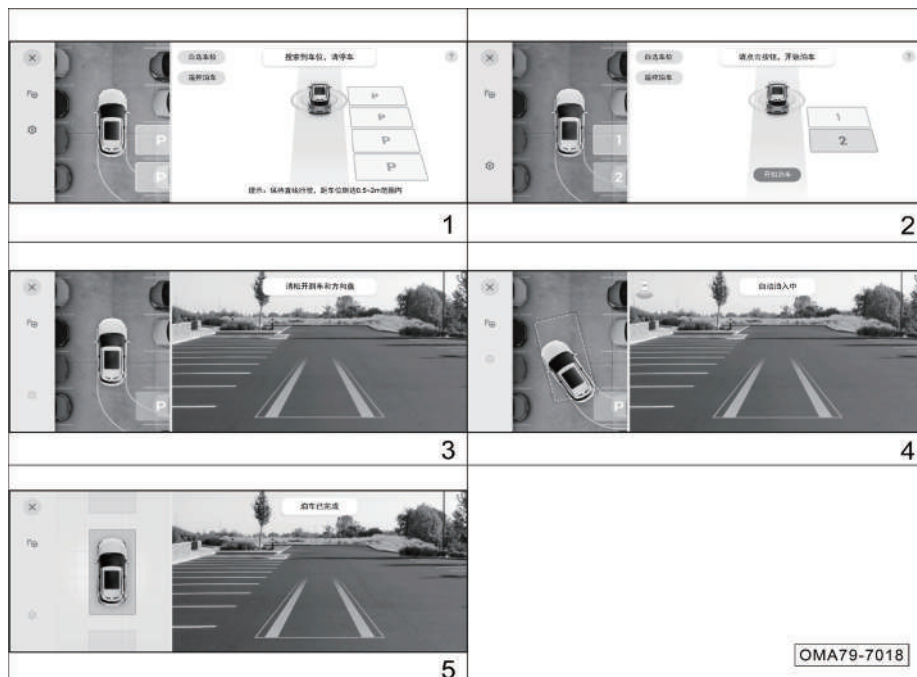 自选车位
搜索到车位，请停车
?
遥控泊车
P
P
P
P
P
P
提示：保持直线行驶，距车位侧边0.5~2m范围内
1
自选车位
请点击按钮，开始泊车
?
遥控泊车
1
2
1
2
开始泊车
2
请松开刹车和方向盘
P
3
自动泊入中
P
4
泊车已完成
5
OMA79-7018